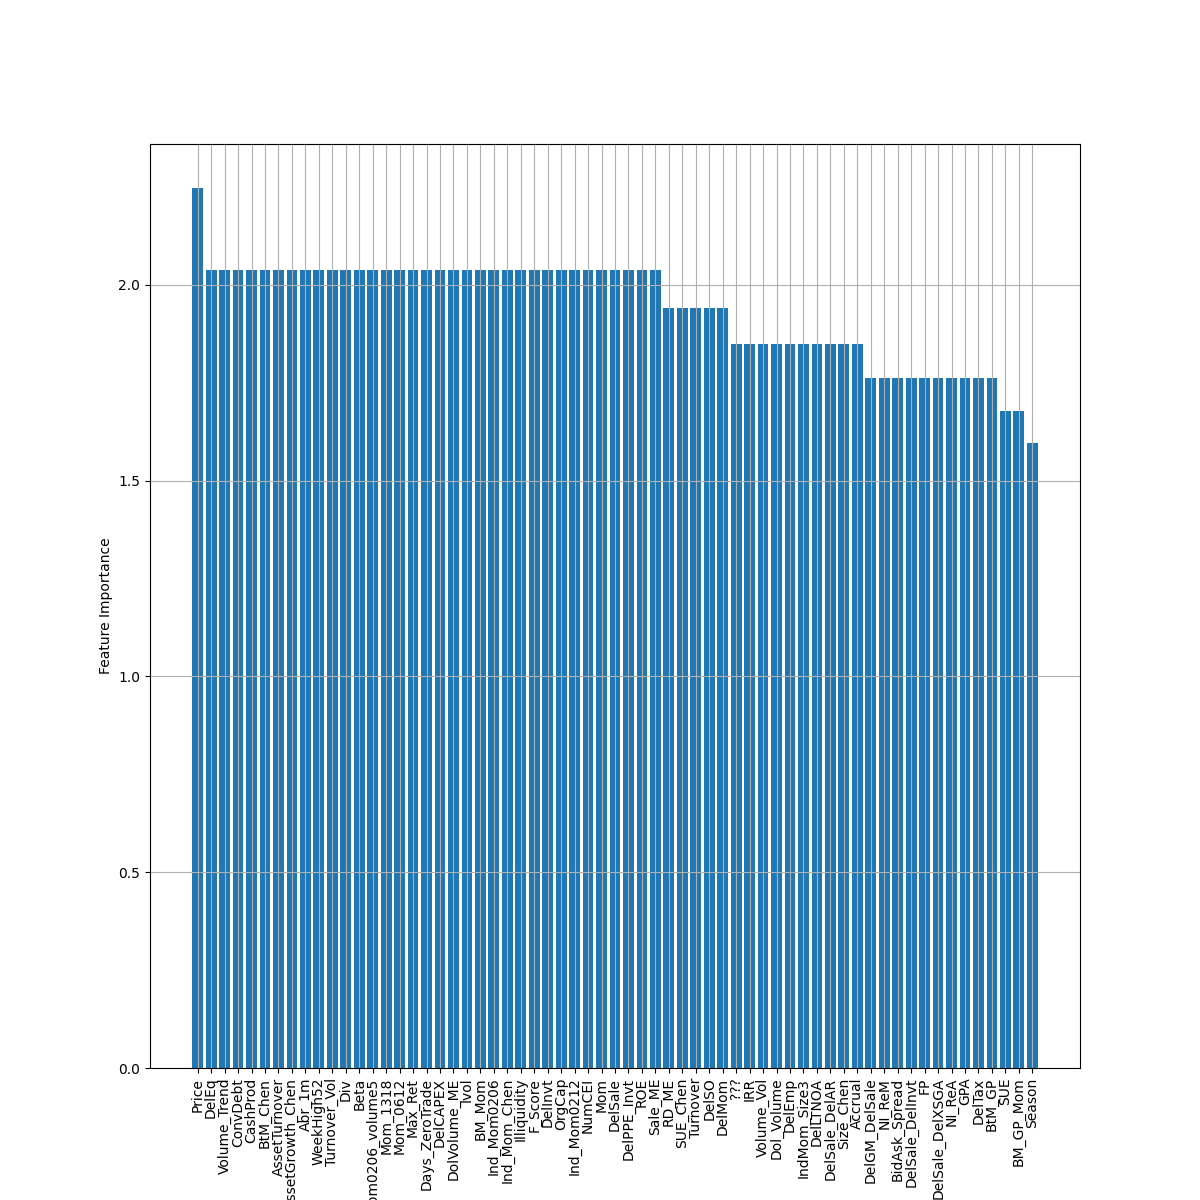 Feature Importance
2.0
1.5
1.0
0.5
0.0
Price
DelEq
Volume_Trend
ConvDebt
CashProd
BtM_Chen
AssetTurnover
ssetGrowth_Chen
Abr_1m
WeekHigh52
Turnover_Vol
Div
Beta
om0206_volume5
Mom_1318
Mom_0612
Max_Ret
Days_ZeroTrade
DelCAPEX
DolVolume_ME
Ivol
BM_Mom
Ind_Mom0206
Ind_Mom_Chen
Illiquidity
F_Score
DelInvt
OrgCap
Ind_Mom0212
NumCEI
Mom
DelSale
DelPPE_Invt
ROE
Sale_ME
RD_ME
SUE_Chen
Turnover
DelSO
DelMom
???
IRR
Volume_Vol
Dol_Volume
DelEmp
IndMom_Size3
DelLTNOA
DelSale_DelAR
Size_Chen
Accrual
DelGM_DelSale
NI_ReM
BidAsk_Spread
DelSale_DelInvt
EP
DelSale_DelXSGA
NI_ReA
GPA
DelTax
BtM_GP
SUE
BM_GP_Mom
Season